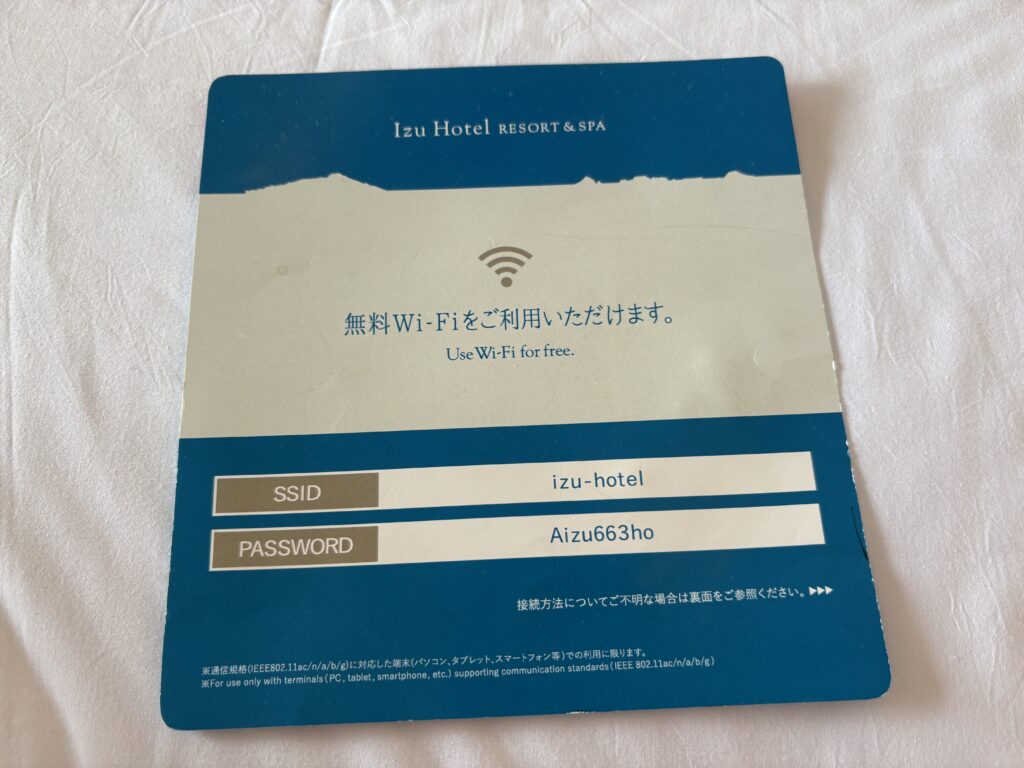 Izu Hotel RESORT & SPA
無料Wi-Fiをご利用いただけます。
Use Wi-Fi for free.
SSID izu-hotel
PASSWORD Aizu663ho
接続方法についてご不明な場合は裏面をご参照ください。▶▶▶
※通信規格(IEEE802.11ac/n/a/b/g)に対応した端末(パソコン、タブレット、スマートフォン等)での利用に限ります。
※For use only with terminals(PC, tablet, smartphone, etc.) supporting communication standards(IEEE 802.11ac/n/a/b/g)